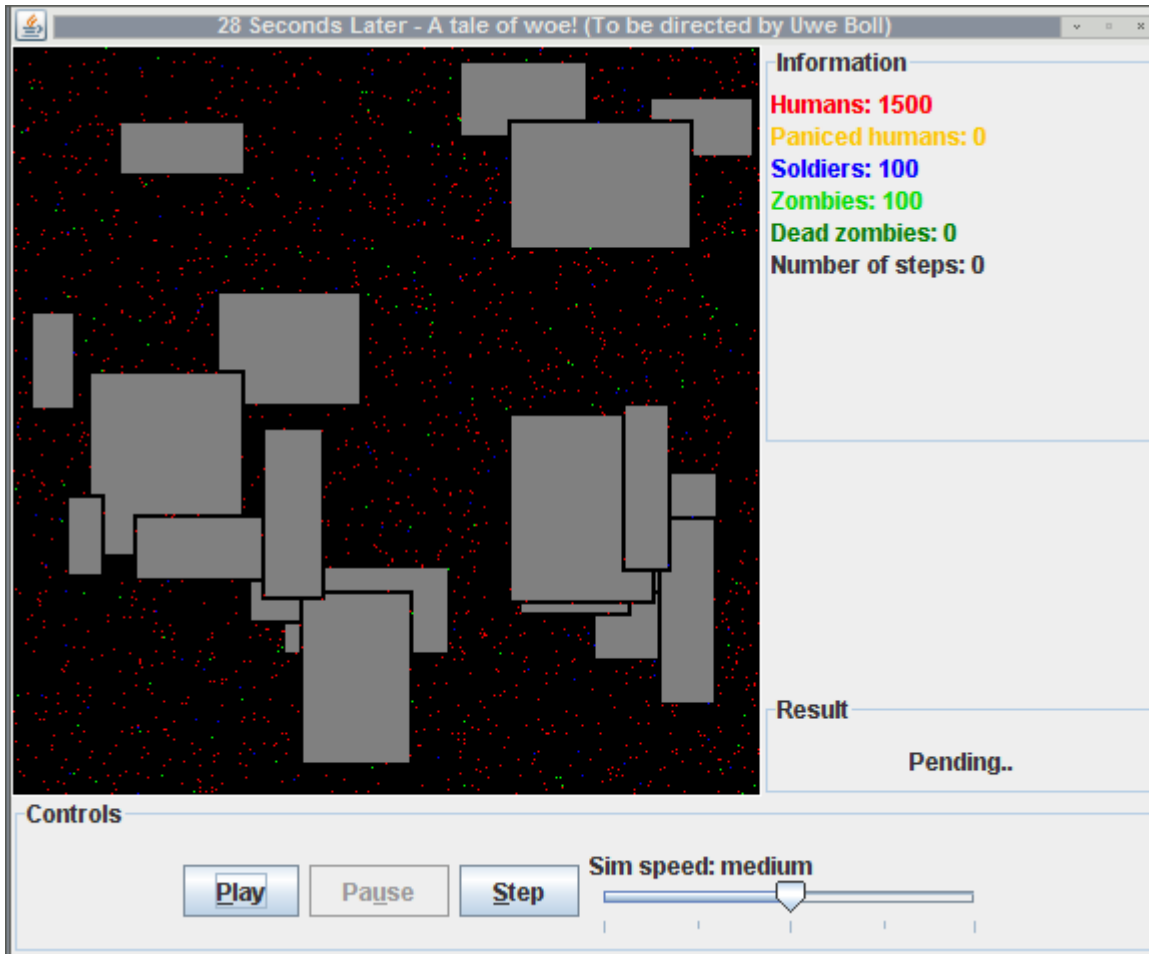 28 Seconds Later - A tale of woe! (To be directed by Uwe Boll)
Information
Humans: 1500
Paniced humans: 0
Soldiers: 100
Zombies: 100
Dead zombies: 0
Number of steps: 0
Result
Pending..
Controls
Play
Pause
Step
Sim speed: medium